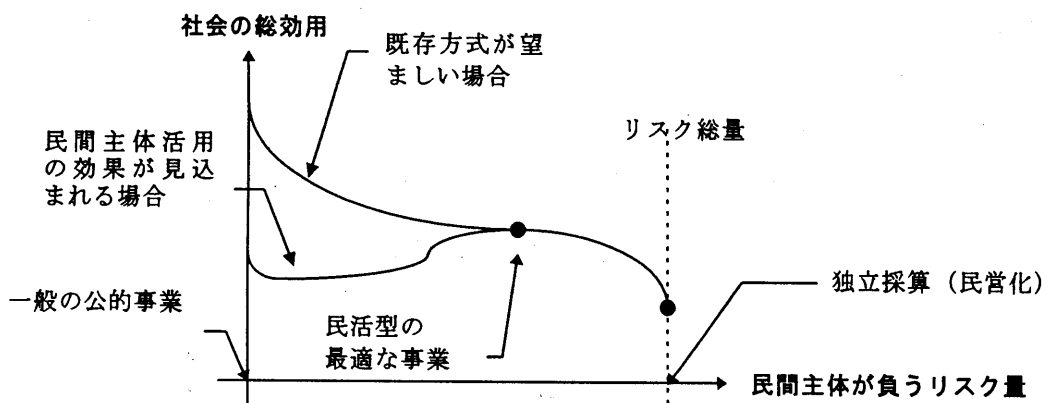 社会の総効用
既存方式が望
ましい場合
リスク総量
民間主体活用
の効果が見込
まれる場合
独立採算（民営化）
一般の公的事業
民活型の
最適な事業
民間主体が負うリスク量